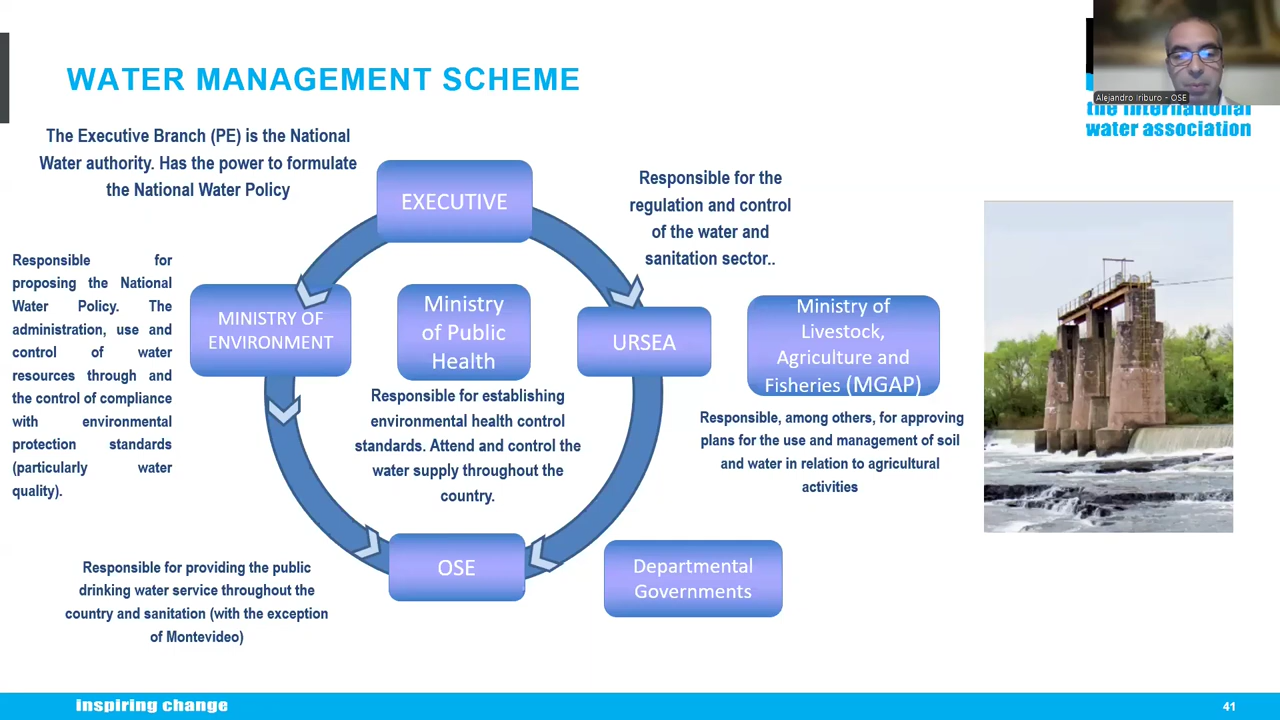 WATER MANAGEMENT SCHEME
Alejandro Iriburo - OSE
the international
water association
The Executive Branch (PE) is the National
Water authority. Has the power to formulate
the National Water Policy
EXECUTIVE
Responsible for the
regulation and control
of the water and
sanitation sector..
Responsible for
proposing the National
Water Policy. The
administration, use and
control of water
resources through and
the control of compliance
with environmental
protection standards
(particularly water
quality).
MINISTRY OF
ENVIRONMENT
Ministry
of Public
Health
URSEA
Ministry of
Livestock,
Agriculture and
Fisheries (MGAP)
Responsible for establishing
environmental health control
standards. Attend and control the
water supply throughout the
country.
Responsible, among others, for approving
plans for the use and management of soil
and water in relation to agricultural
activities
OSE
Departmental
Governments
Responsible for providing the public
drinking water service throughout the
country and sanitation (with the exception
of Montevideo)
inspiring change
41